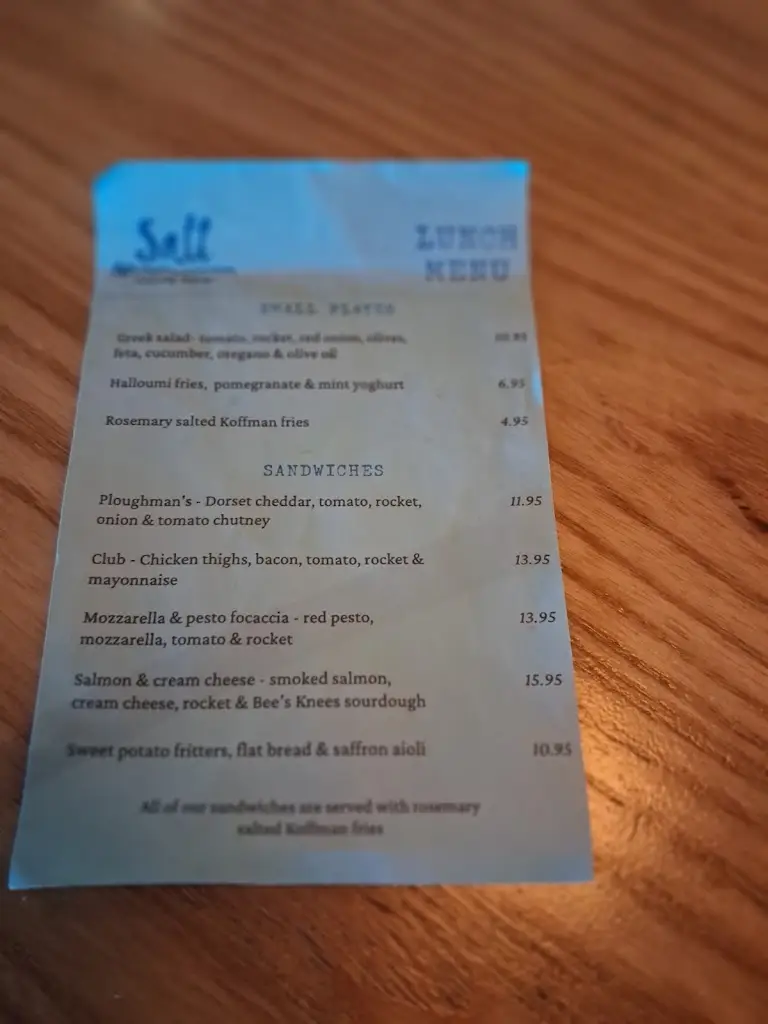 Salt
LUNCH
MENU
SMALL PLATES
Greek salad- tomato, rocket, red onion, olives,
feta, cucumber, oregano & olive oil
10.95
Halloumi fries, pomegranate & mint yoghurt
6.95
Rosemary salted Koffman fries
4.95
SANDWICHES
Ploughman's - Dorset cheddar, tomato, rocket,
onion & tomato chutney
11.95
Club - Chicken thighs, bacon, tomato, rocket &
mayonnaise
13.95
Mozzarella & pesto focaccia - red pesto,
mozzarella, tomato & rocket
13.95
Salmon & cream cheese - smoked salmon,
cream cheese, rocket & Bee's Knees sourdough
15.95
Sweet potato fritters, flat bread & saffron aioli
10.95
All of our sandwiches are served with rosemary
salted Koffman fries